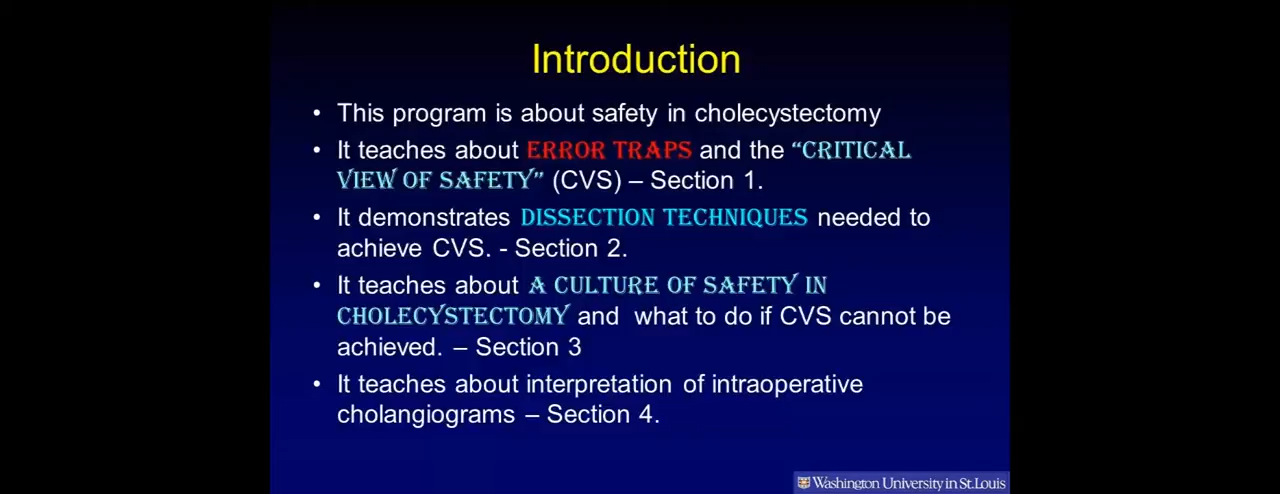 Introduction
• This program is about safety in cholecystectomy
• It teaches about ERROR TRAPS and the “CRITICAL
VIEW OF SAFETY” (CVS) – Section 1.
• It demonstrates DISSECTION TECHNIQUES needed to
achieve CVS. - Section 2.
• It teaches about A CULTURE OF SAFETY IN
CHOLECYSTECTOMY and what to do if CVS cannot be
achieved. – Section 3
• It teaches about interpretation of intraoperative
cholangiograms – Section 4.
Washington University in St. Louis